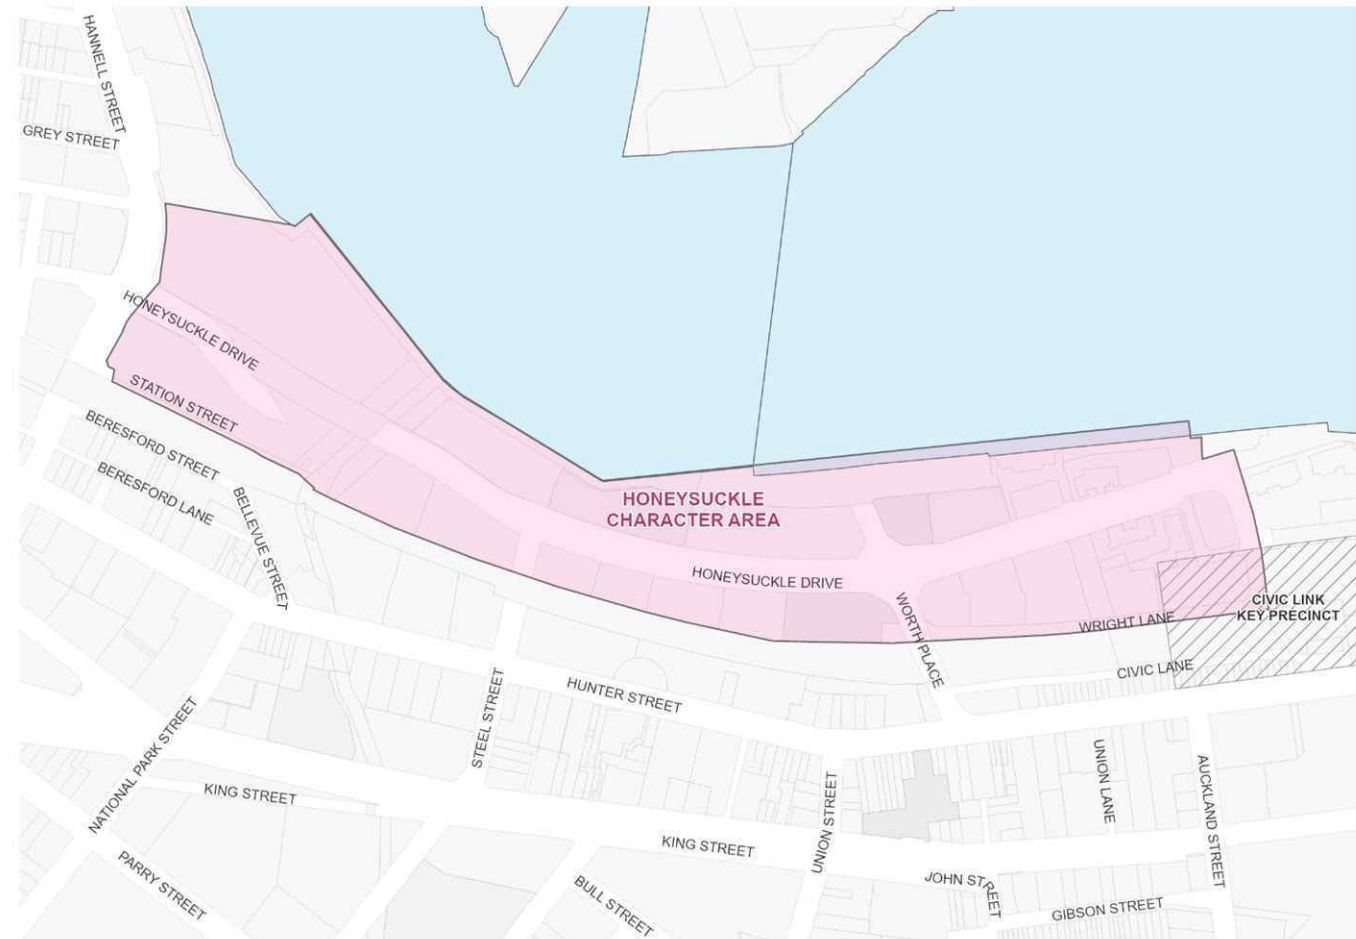 HANNELL STREET
GREY STREET
HONEYSUCKLE DRIVE
STATION STREET
BERESFORD STREET
BERESFORD LANE
BELLEVUE STREET
HONEYSUCKLE
CHARACTER AREA
HONEYSUCKLE DRIVE
WORTH PLACE
WRIGHT LANE
CIVIC LINK
KEY PRECINCT
CIVIC LANE
HUNTER STREET
STEEL STREET
NATIONAL PARK STREET
KING STREET
KING STREET
UNION STREET
UNION LANE
AUCKLAND STREET
PARRY STREET
BULL STREET
JOHN STREET
GIBSON STREET